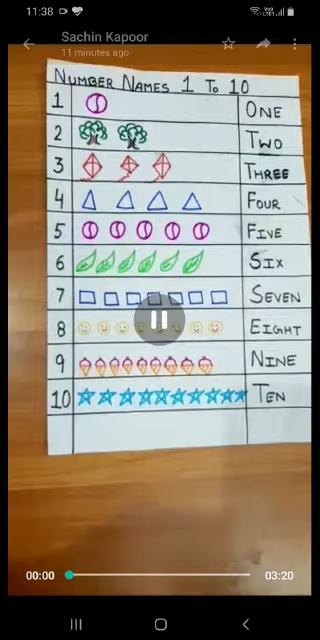 11:38
Sachin Kapoor
11 minutes ago
NUMBER NAMES 1 TO 10
1 ONE
2 TWO
3 THREE
4 FOUR
5 FIVE
6 SIX
7 SEVEN
8 EIGHT
9 NINE
10 TEN
00:00 03:20